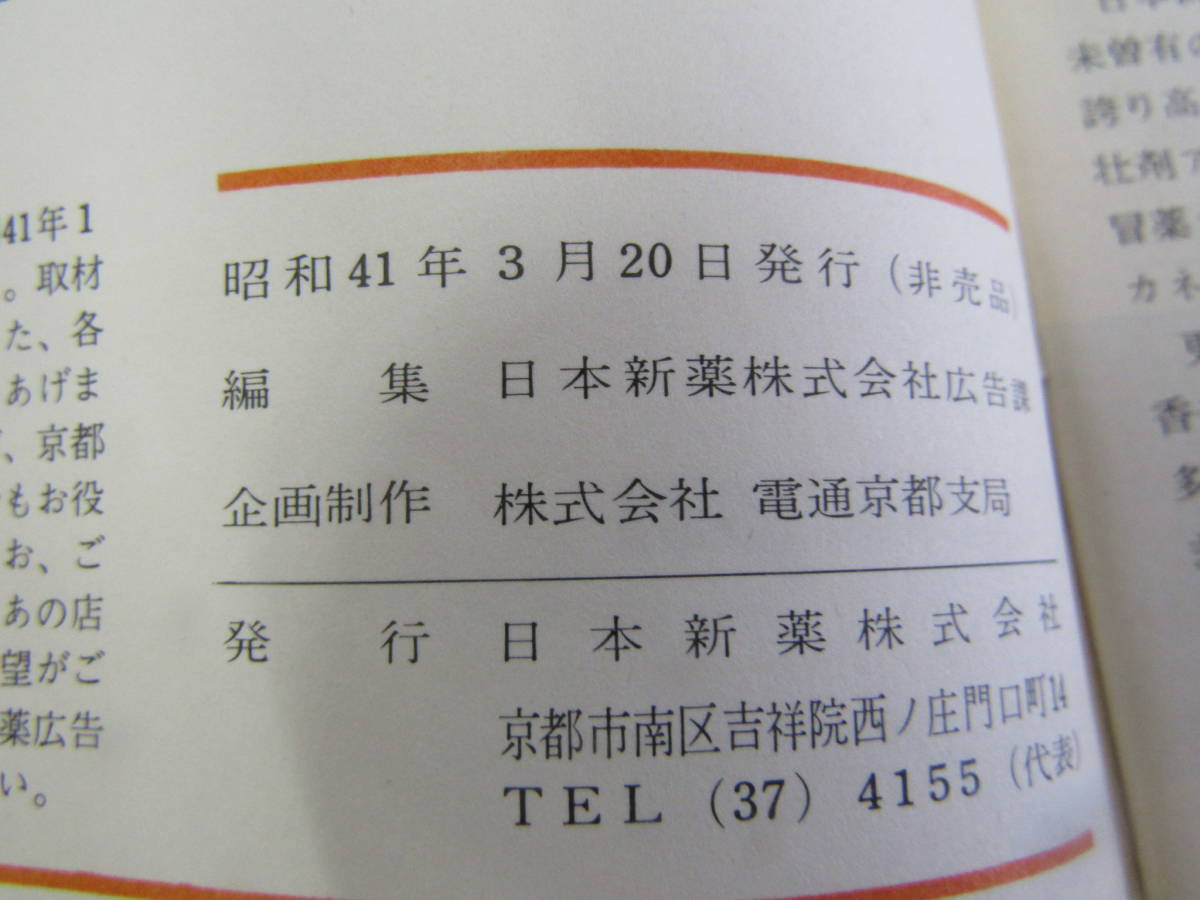 昭和41年3月20日発行(非売品)
編集 日本新薬株式会社広告課
企画制作 株式会社 電通京都支局
発行 日本新薬株式会社
京都市南区吉祥院西ノ庄門口町14
TEL (37) 4155 (代表)
41年1
。取材
た、各
あげま
、京都
もお役
お、ご
あの店
望がご
薬広告
い。
未曽有の
誇り高
壮剤ア
冒薬
カネ
香
多